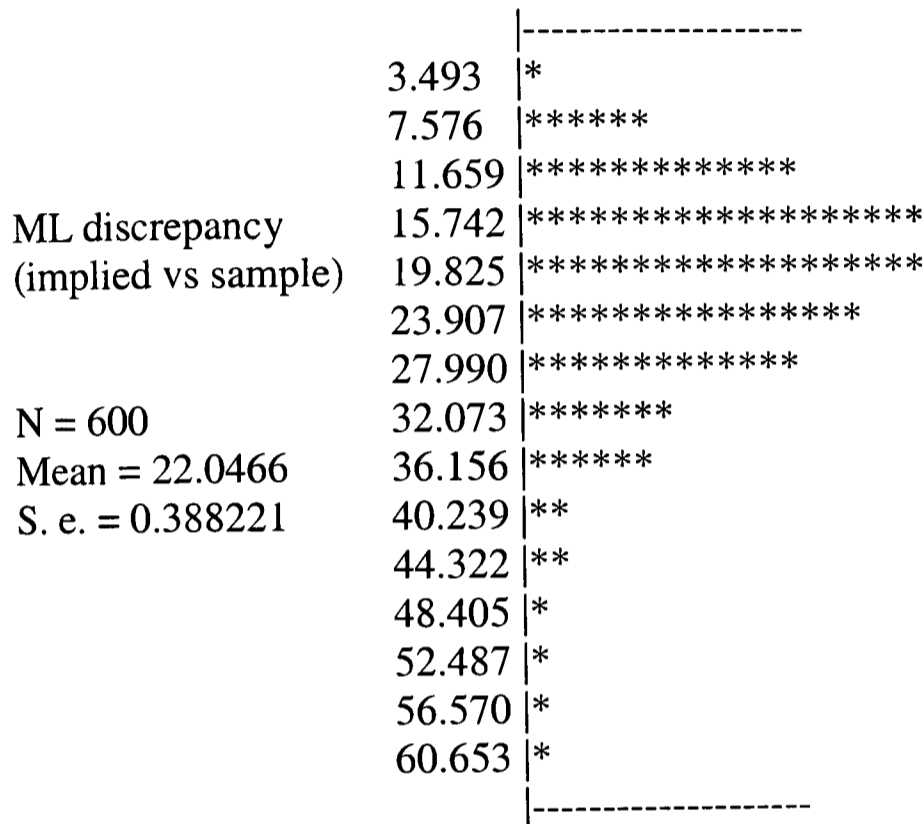 |--------------------
3.493 |*
7.576 |******
11.659 |*************
ML discrepancy 15.742 |*******************
(implied vs sample) 19.825 |*******************
23.907 |****************
27.990 |*************
N = 600 32.073 |*******
Mean = 22.0466 36.156 |******
S. e. = 0.388221 40.239 |**
44.322 |**
48.405 |*
52.487 |*
56.570 |*
60.653 |*
|--------------------